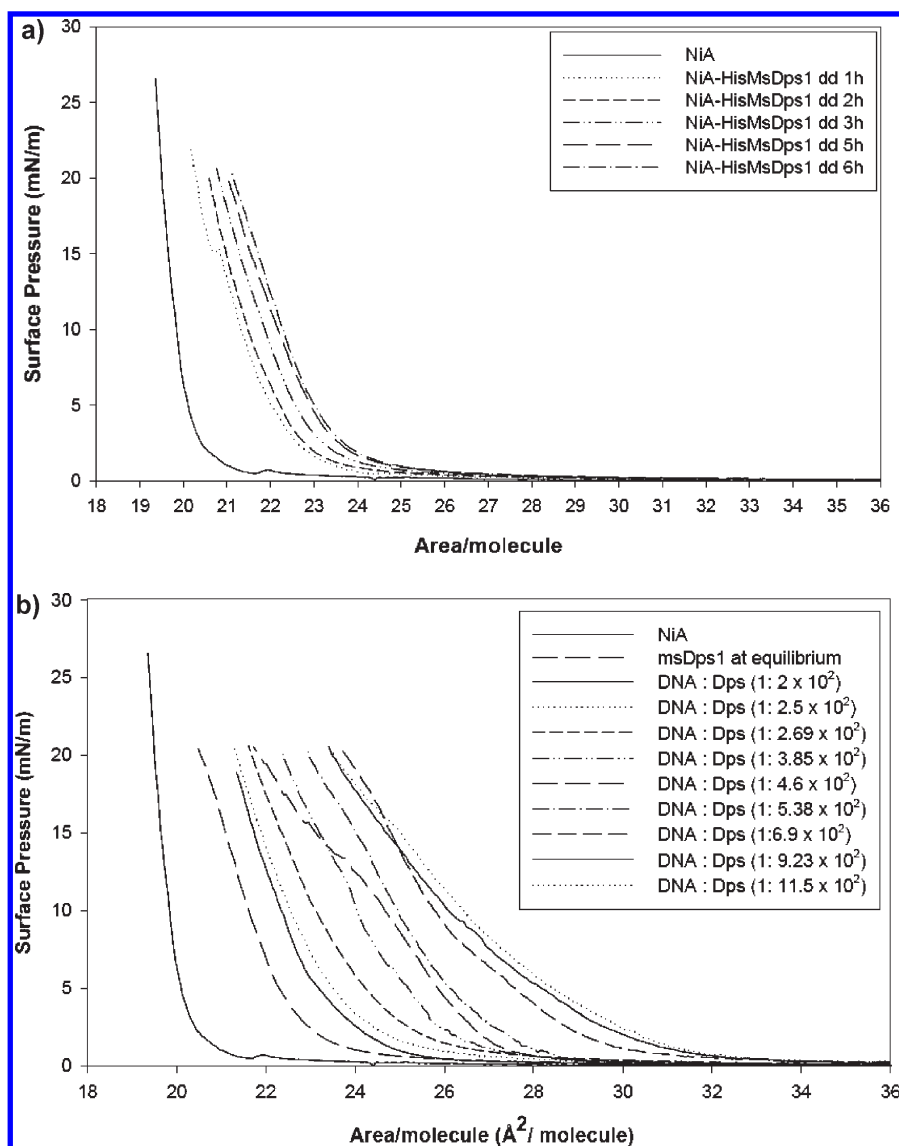 a)
30
25
20
15
10
5
0
Surface Pressure (mN/m)
NiA
NiA-HisMsDps1 dd 1h
NiA-HisMsDps1 dd 2h
NiA-HisMsDps1 dd 3h
NiA-HisMsDps1 dd 5h
NiA-HisMsDps1 dd 6h
18 19 20 21 22 23 24 25 26 27 28 29 30 31 32 33 34 35 36
Area/molecule
b)
30
25
20
15
10
5
0
Surface Pressure (mN/m)
NiA
msDps1 at equilibrium
DNA : Dps (1: 2 x 10²)
DNA : Dps (1: 2.5 x 10²)
DNA : Dps (1: 2.69 x 10²)
DNA : Dps (1: 3.85 x 10²)
DNA : Dps (1: 4.6 x 10²)
DNA : Dps (1: 5.38 x 10²)
DNA : Dps (1:6.9 x 10²)
DNA : Dps (1: 9.23 x 10²)
DNA : Dps (1: 11.5 x 10²)
18 20 22 24 26 28 30 32 34 36
Area/molecule (Å²/ molecule)